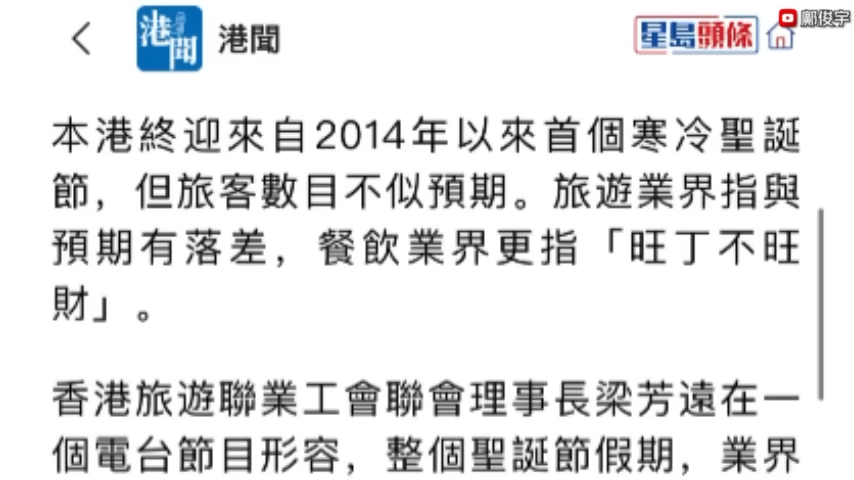 鄺俊宇
港聞
港聞
星島頭條
本港終迎來自2014年以來首個寒冷聖誕
節，但旅客數目不似預期。旅遊業界指與
預期有落差，餐飲業界更指「旺丁不旺
財」。
香港旅遊聯業工會聯會理事長梁芳遠在一
個電台節目形容，整個聖誕節假期，業界